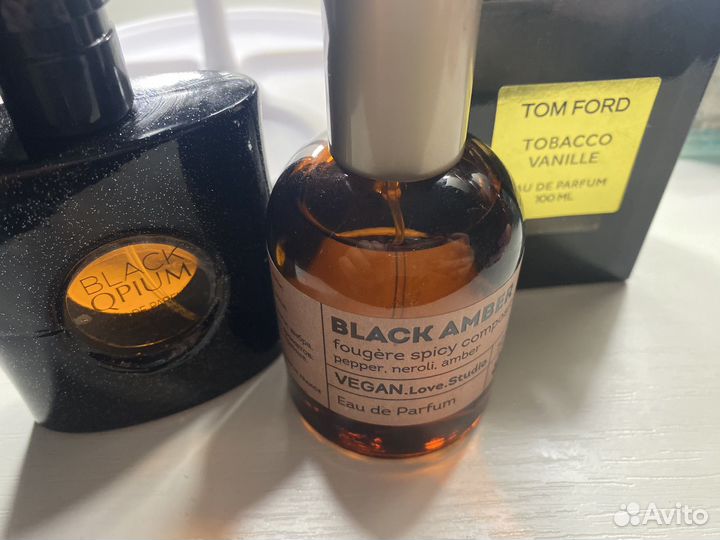 BLACK
OPIUM
BLACK AMBER
fougère spicy
pepper, neroli, amber
VEGAN.Love.Studio
Eau de Parfum
TOM FORD
TOBACCO
VANILLE
EAU DE PARFUM
100 ML
Avito